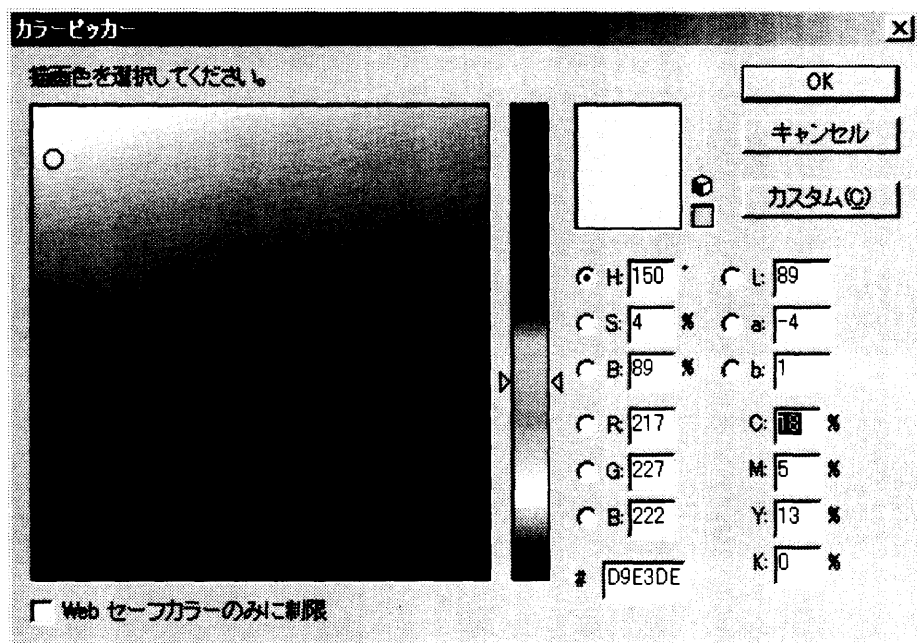 カラーピッカー
描画色を選択してください。
OK
キャンセル
カスタム(C)
H: 150 °
S: 4 %
B: 89 %
R: 217
G: 227
B: 222
# D9E3DE
L: 89
a: -4
b: 1
C: 18 %
M: 5 %
Y: 13 %
K: 0 %
Web セーフカラーのみに制限